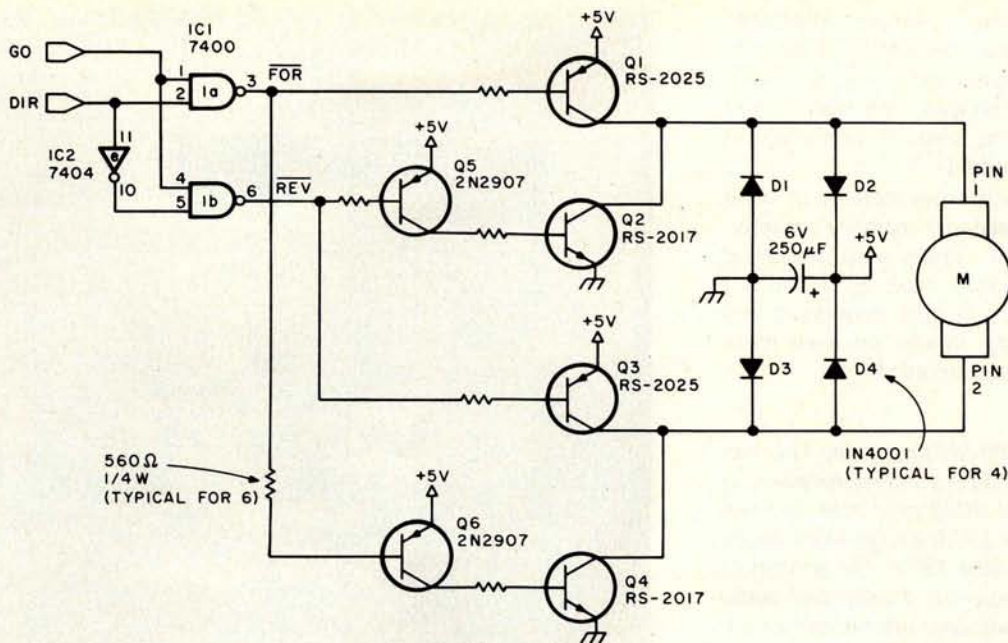 GO
DIR
IC1
7400
1
2
1a
3
FOR
11
IC2
7404
10
6
4
5
1b
6
REV
+5V
Q1
RS-2025
+5V
Q5
2N2907
Q2
RS-2017
+5V
Q3
RS-2025
560Ω
1/4 W
(TYPICAL FOR 6)
+5V
Q6
2N2907
Q4
RS-2017
D1
D2
6V
250µF
+5V
+
D3
D4
PIN
1
M
PIN
2
1N4001
(TYPICAL FOR 4)